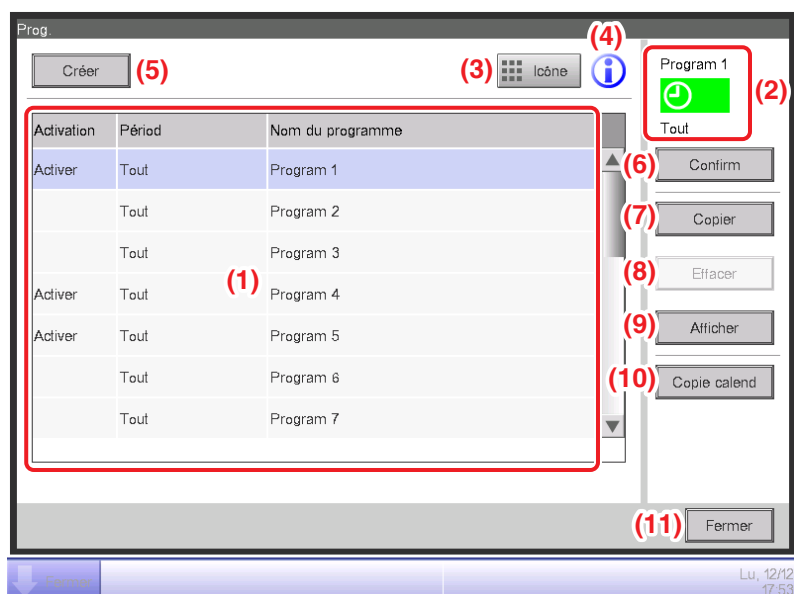 Prog.
(4)
Créer (5) (3) Icône Program 1 (2)
Tout
Activation Périod Nom du programme
Activer Tout Program 1 (6) Confirm
Tout Program 2 (7) Copier
Tout Program 3 (8) Effacer
(1)
Activer Tout Program 4
Activer Tout Program 5 (9) Afficher
Tout Program 6 (10) Copie calend
Tout Program 7
(11) Fermer
Fermer Lu, 12/12
17:53